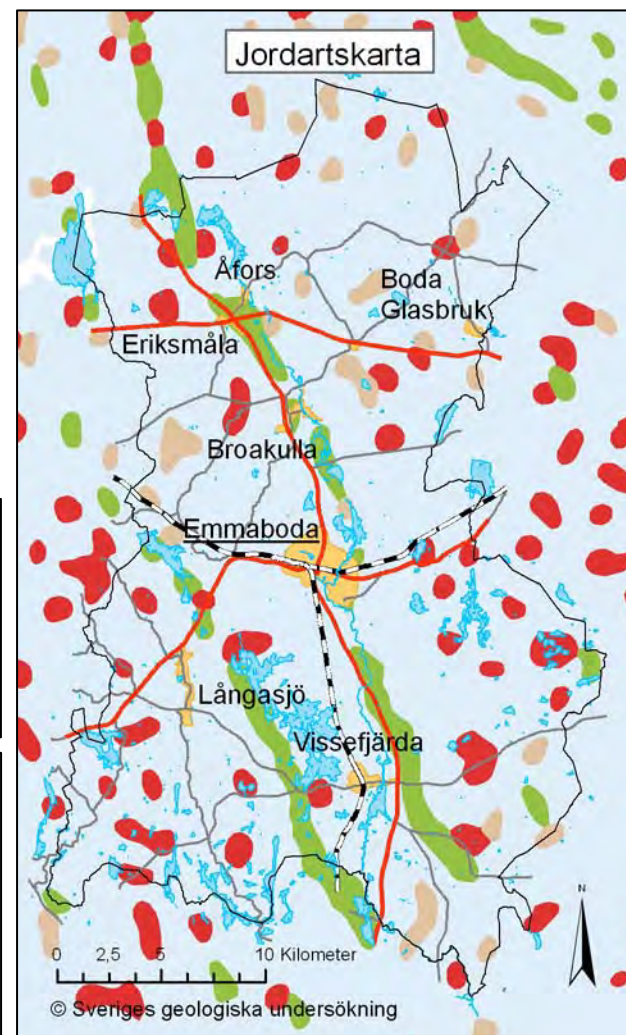 Jordartskarta
Åfors
Boda
Glasbruk
Eriksmåla
Broakulla
Emmaboda
Långasjö
Vissefjärda
N
0 2,5 5 10 Kilometer
© Sveriges geologiska undersökning